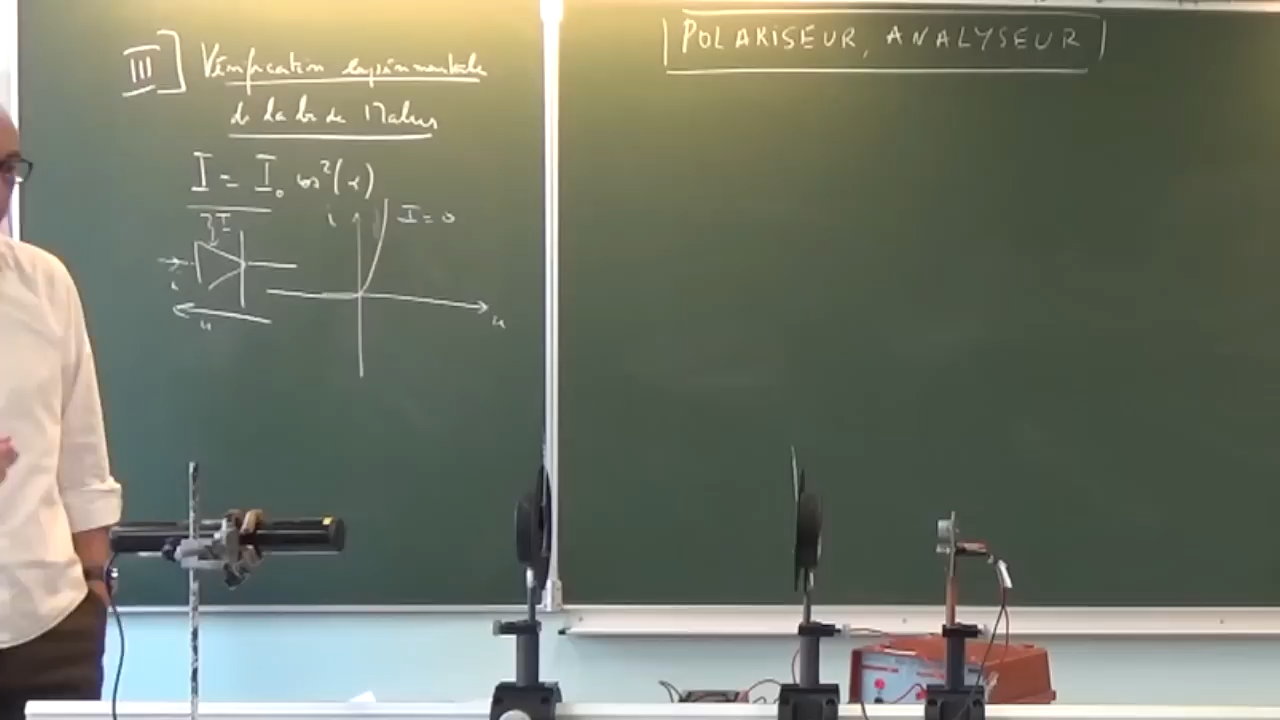 III] Vérification expérimentale
de la loi de Malus
I = I₀ cos²(α)
I
i
I = 0
i
u
u
POLARISEUR, ANALYSEUR